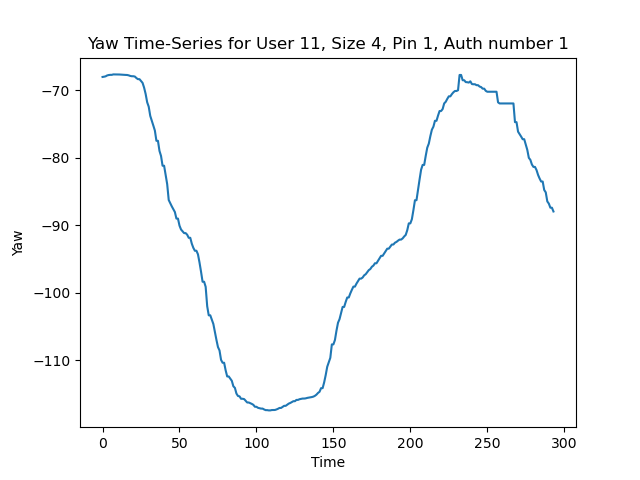 Yaw Time-Series for User 11, Size 4, Pin 1, Auth number 1
−70
−80
−90
−100
−110
Yaw
0 50 100 150 200 250 300
Time